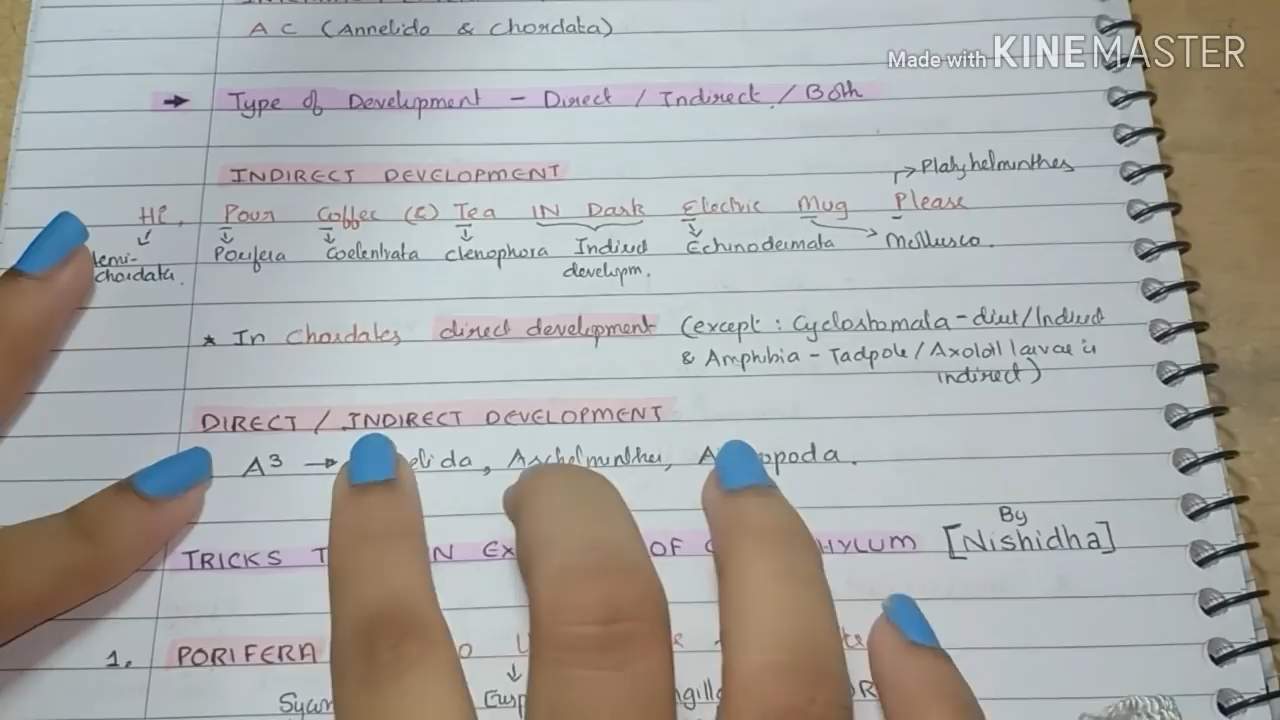 AC (Annelida & Chordata)
Made with KINEMASTER
→ Type of Development - Direct / Indirect / Both
INDIRECT DEVELOPMENT
→ Platyhelminthes
Hi, Pour Coffee (&) Tea IN Dark Electric Mug Please
Hemi-chordata. Porifera Coelentrata ctenophora Indirect developm. Echinodermata Mollusca.
* In Chordates direct development (except : Cyclostomata - diret/Indirect
& Amphibia - Tadpole / Axolotl larvae is
indirect)
DIRECT / INDIRECT DEVELOPMENT
A³ → elida, Aschelminthes, A opoda.
By
TRICKS T N EX OF HYLUM [Nishidha]
1. PORIFERA